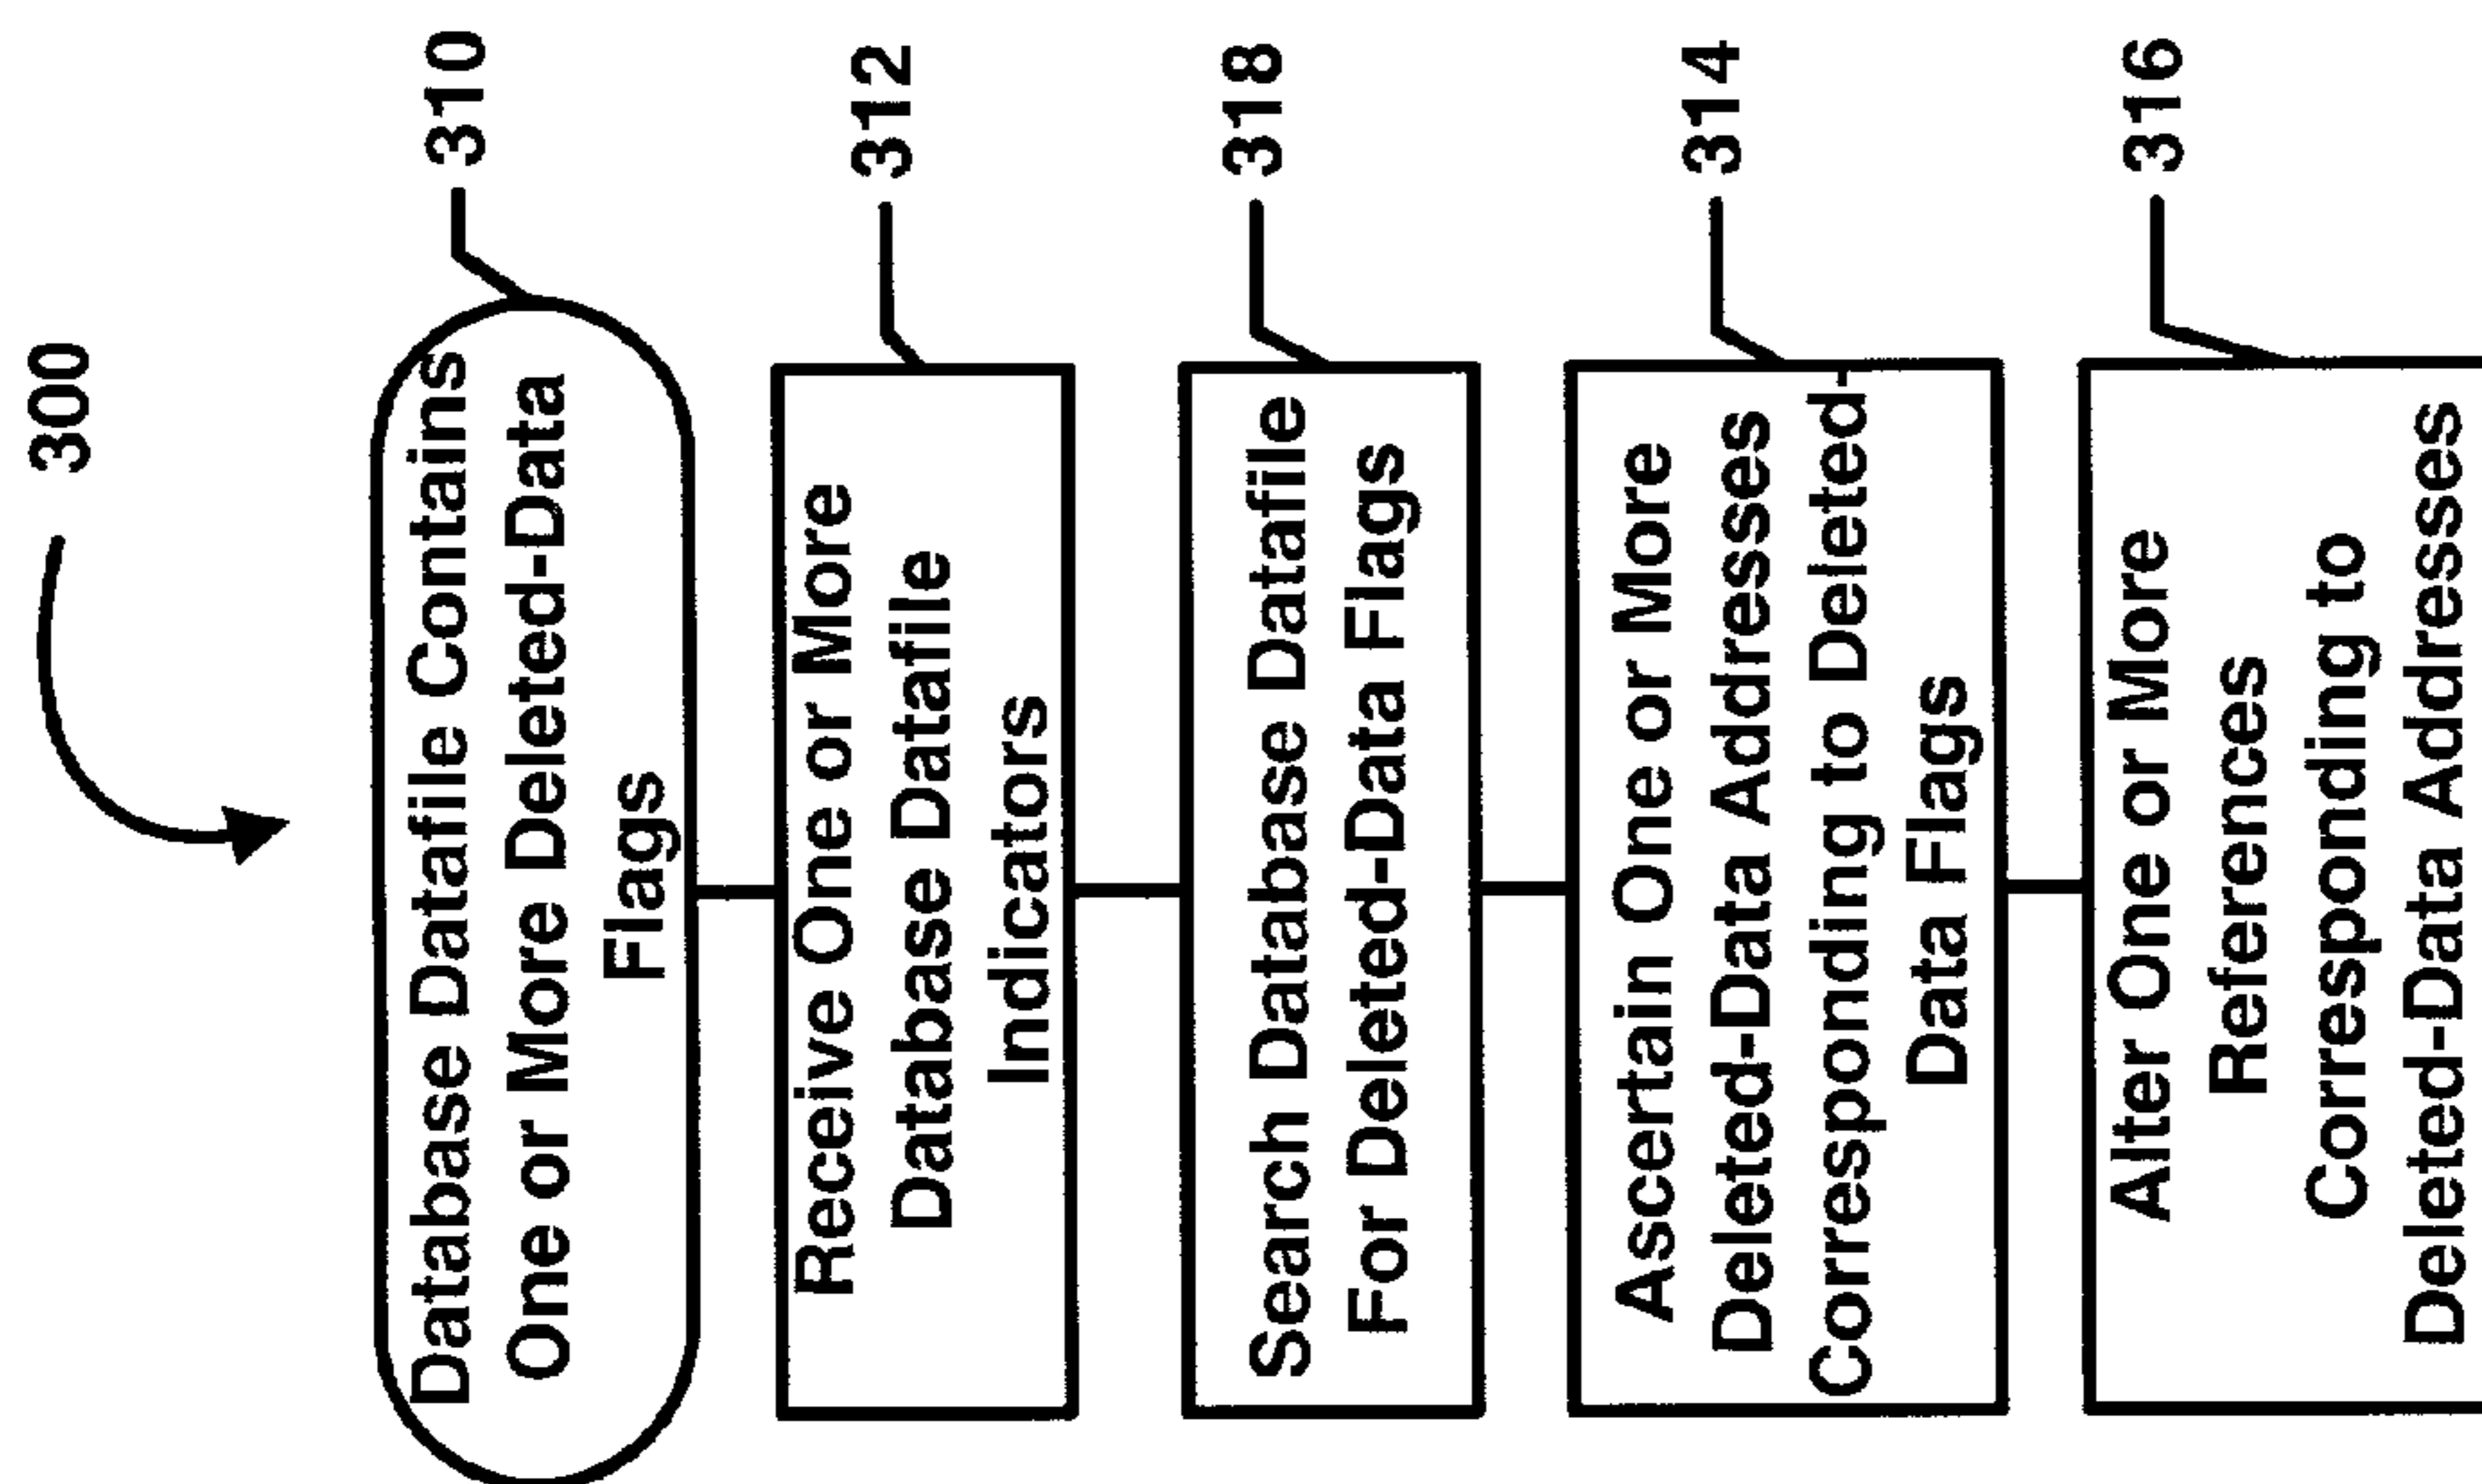 300
310
Database Datafile Contains
One or More Deleted-Data
Flags
312
Receive One or More
Database Datafile
Indicators
318
Search Database Datafile
For Deleted-Data Flags
314
Ascertain One or More
Deleted-Data Addresses
Corresponding to Deleted-
Data Flags
316
Alter One or More
References
Corresponding to
Deleted-Data Addresses